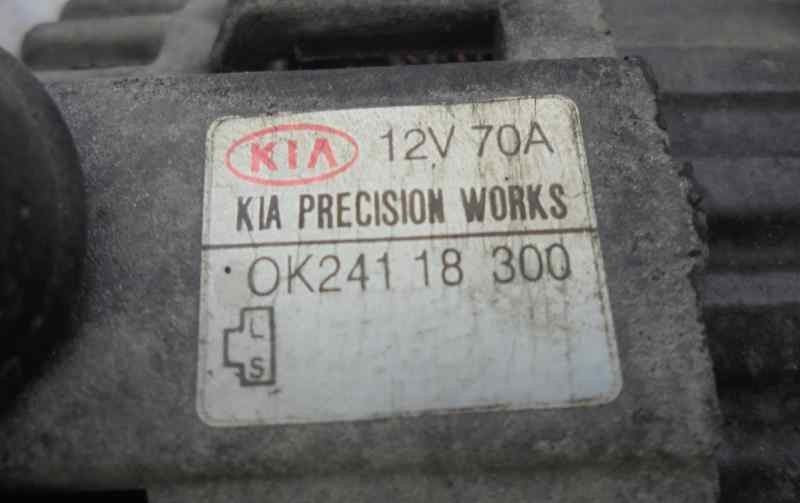 KIA 12V 70A
KIA PRECISION WORKS
OK241 18 300
L
S